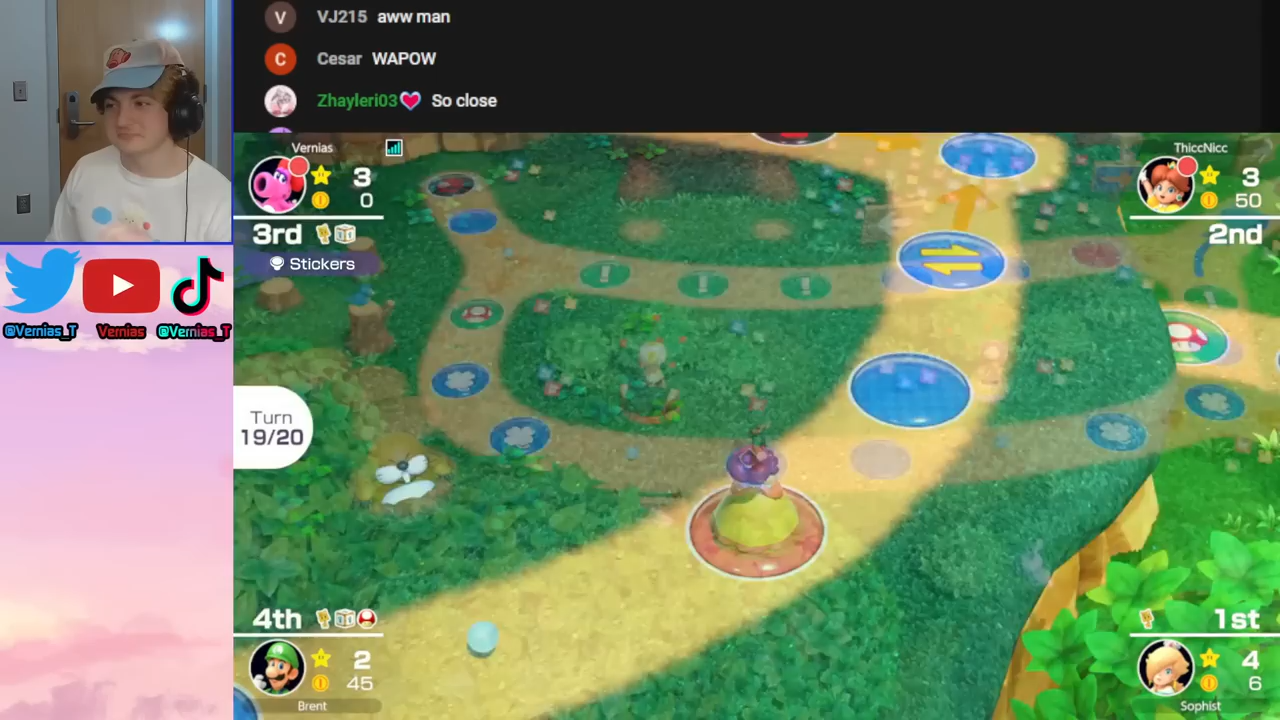 V VJ215 aww man
C Cesar WAPOW
Zhayleri03 So close
Vernias
3
0
3rd
Stickers
ThiccNicc
3
50
2nd
@Vernias_T Vernias @Vernias_T
Turn
19/20
4th
2
45
Brent
1st
4
6
Sophist